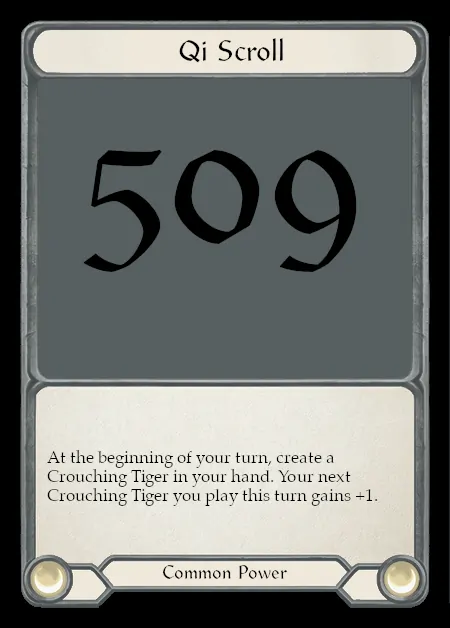 Qi Scroll
509
At the beginning of your turn, create a
Crouching Tiger in your hand. Your next
Crouching Tiger you play this turn gains +1.
Common Power